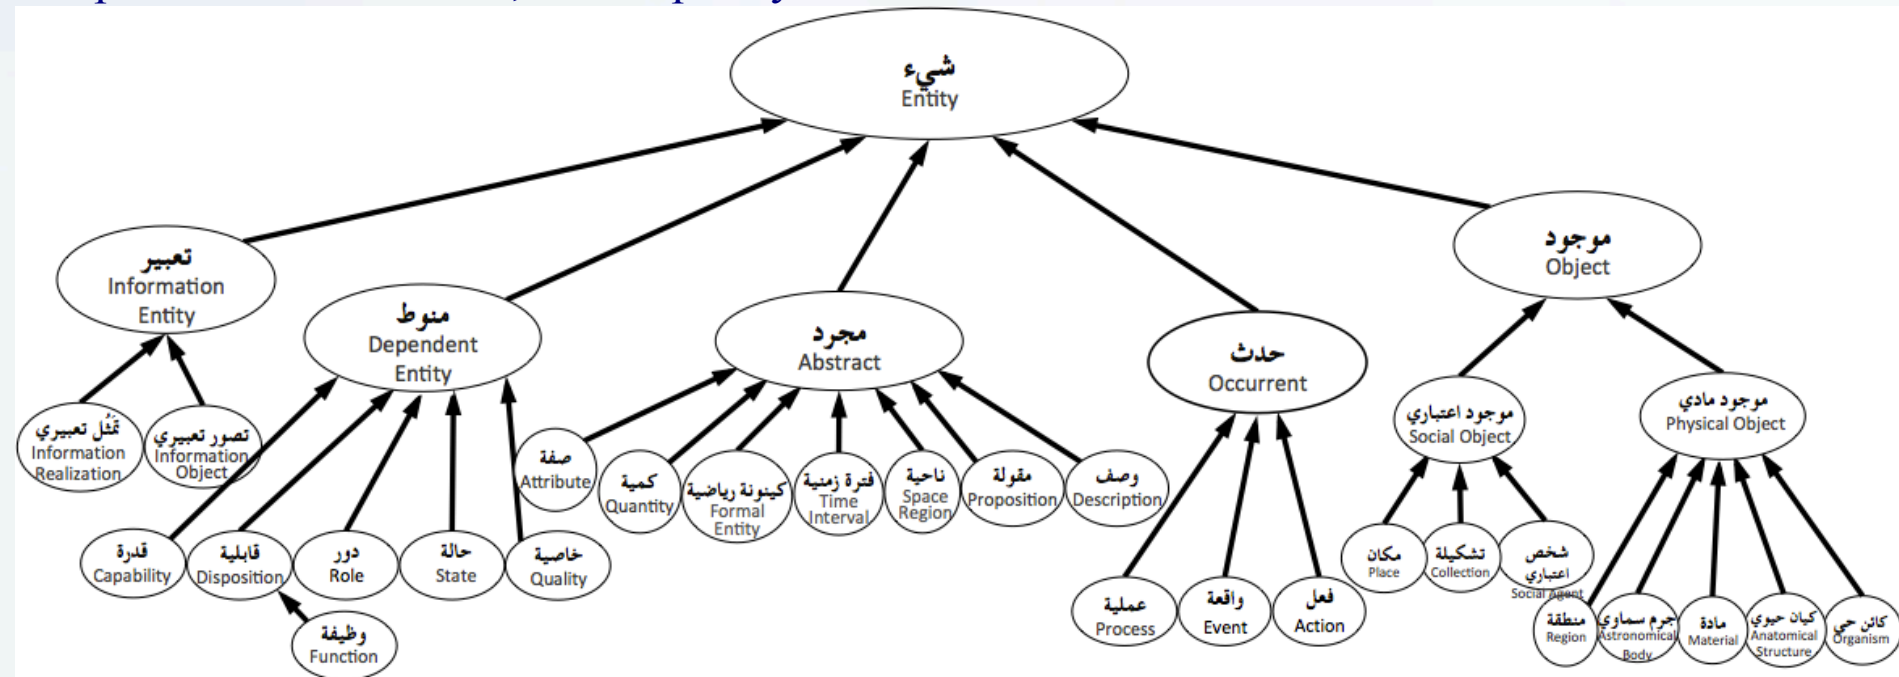 شيء
Entity
تعبير
Information
Entity
منوط
Dependent
Entity
مجرد
Abstract
حدث
Occurrent
موجود
Object
تمَثُل تعبيري
Information
Realization
تصور تعبيري
Information
Object
صفة
Attribute
كمية
Quantity
كينونة رياضية
Formal
Entity
فترة زمنية
Time
Interval
ناحية
Space
Region
مقولة
Proposition
وصف
Description
موجود اعتباري
Social Object
موجود مادي
Physical Object
قدرة
Capability
قابلية
Disposition
دور
Role
حالة
State
خاصية
Quality
وظيفة
Function
عملية
Process
واقعة
Event
فعل
Action
مكان
Place
تشكيلة
Collection
شخص
اعتباري
Social Agent
منطقة
Region
جرم سماوي
Astronomical
Body
مادة
Material
كيان حيوي
Anatomical
Structure
كائن حي
Organism